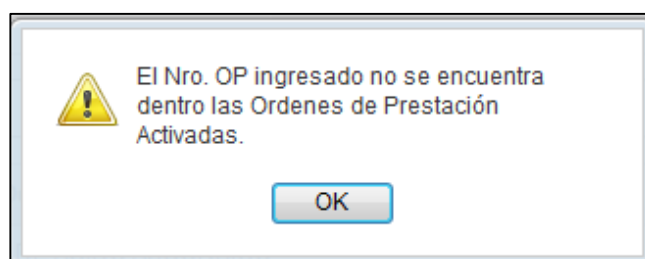 El Nro. OP ingresado no se encuentra
dentro las Ordenes de Prestación
Activadas.
OK